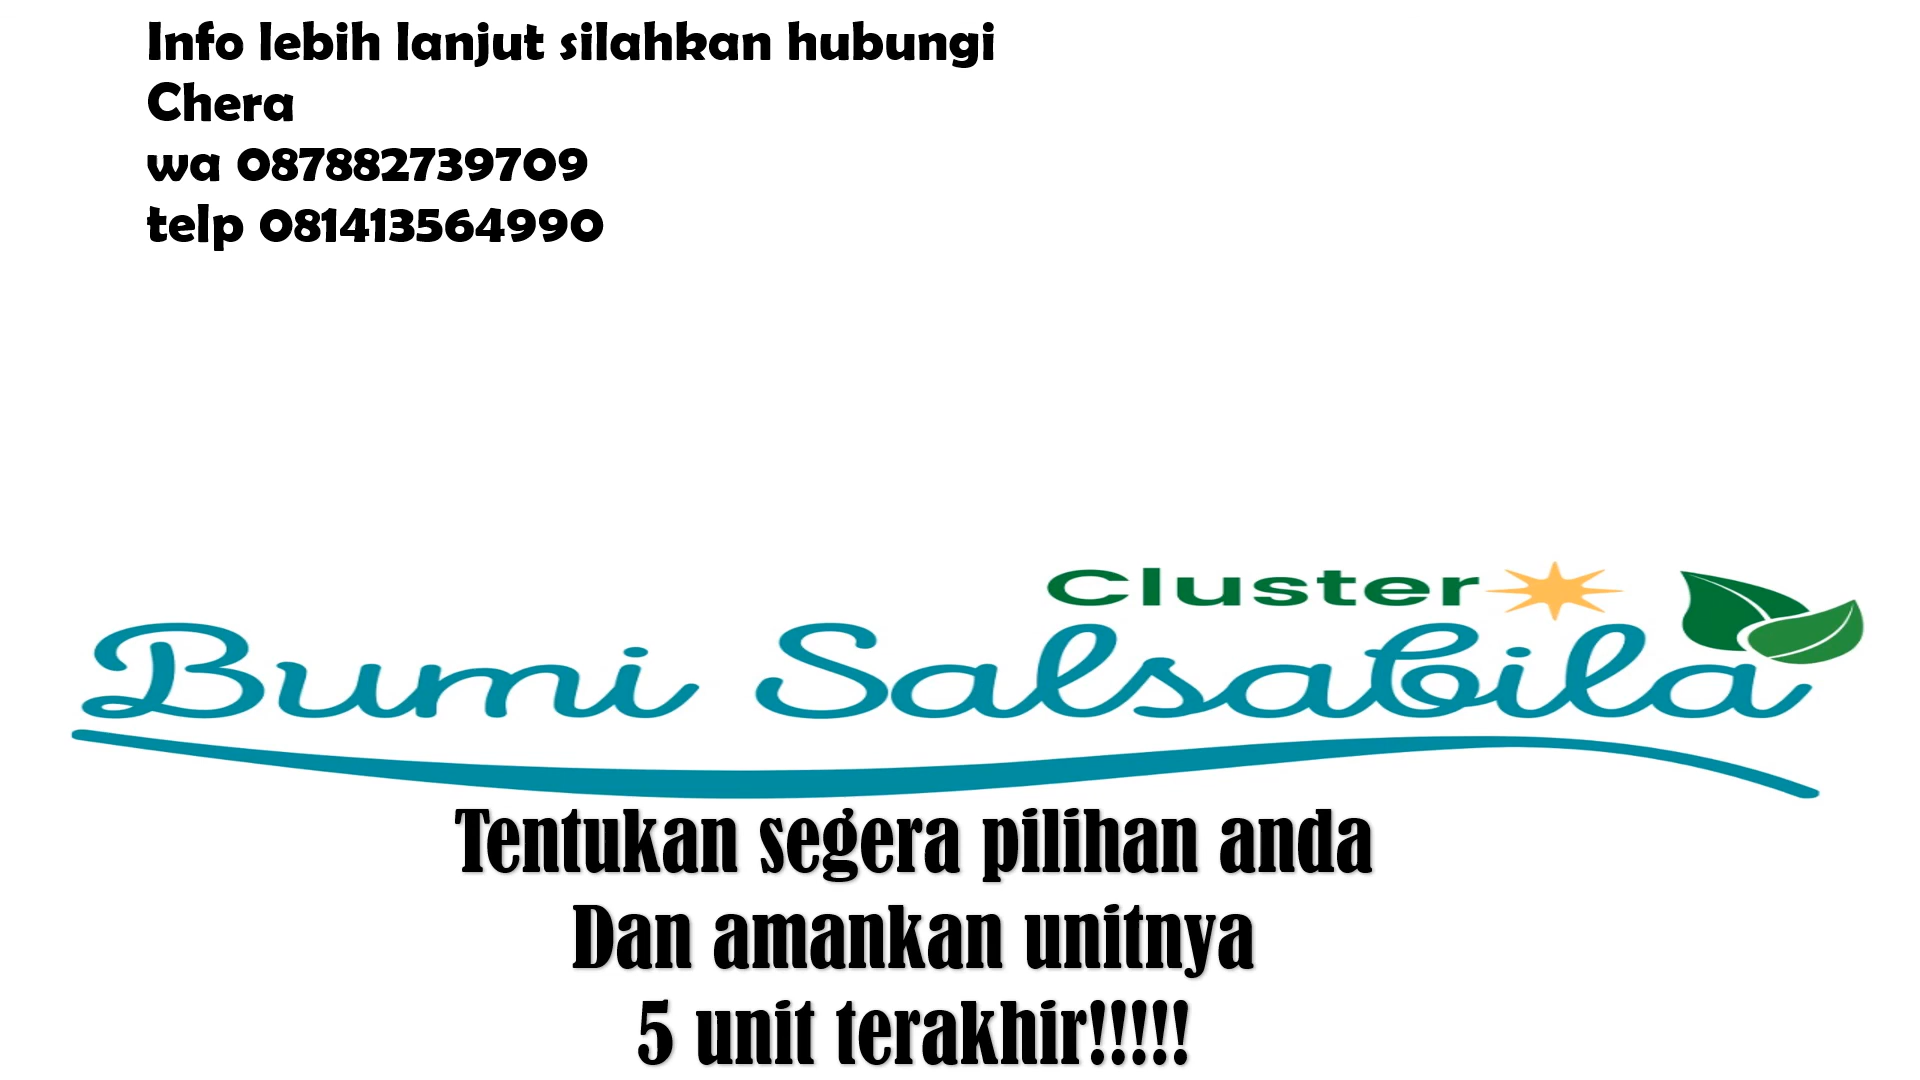 Info lebih lanjut silahkan hubungi
Chera
wa 087882739709
telp 081413564990
Cluster
Bumi Salsabila
Tentukan segera pilihan anda
Dan amankan unitnya
5 unit terakhir!!!!!